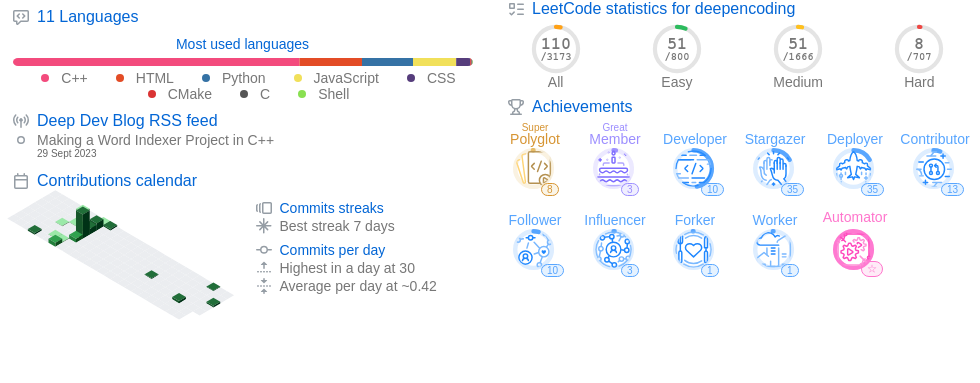 11 Languages
Most used languages
C++ HTML Python JavaScript CSS
CMake C Shell
Deep Dev Blog RSS feed
Making a Word Indexer Project in C++
29 Sept 2023
Contributions calendar
Commits streaks
Best streak 7 days
Commits per day
Highest in a day at 30
Average per day at ~0.42
LeetCode statistics for deepencoding
110 51 51 8
/3173 /800 /1666 /707
All Easy Medium Hard
Achievements
Super Great
Polyglot Member Developer Stargazer Deployer Contributor
8 3 10 35 35 13
Follower Influencer Forker Worker Automator
10 3 1 1